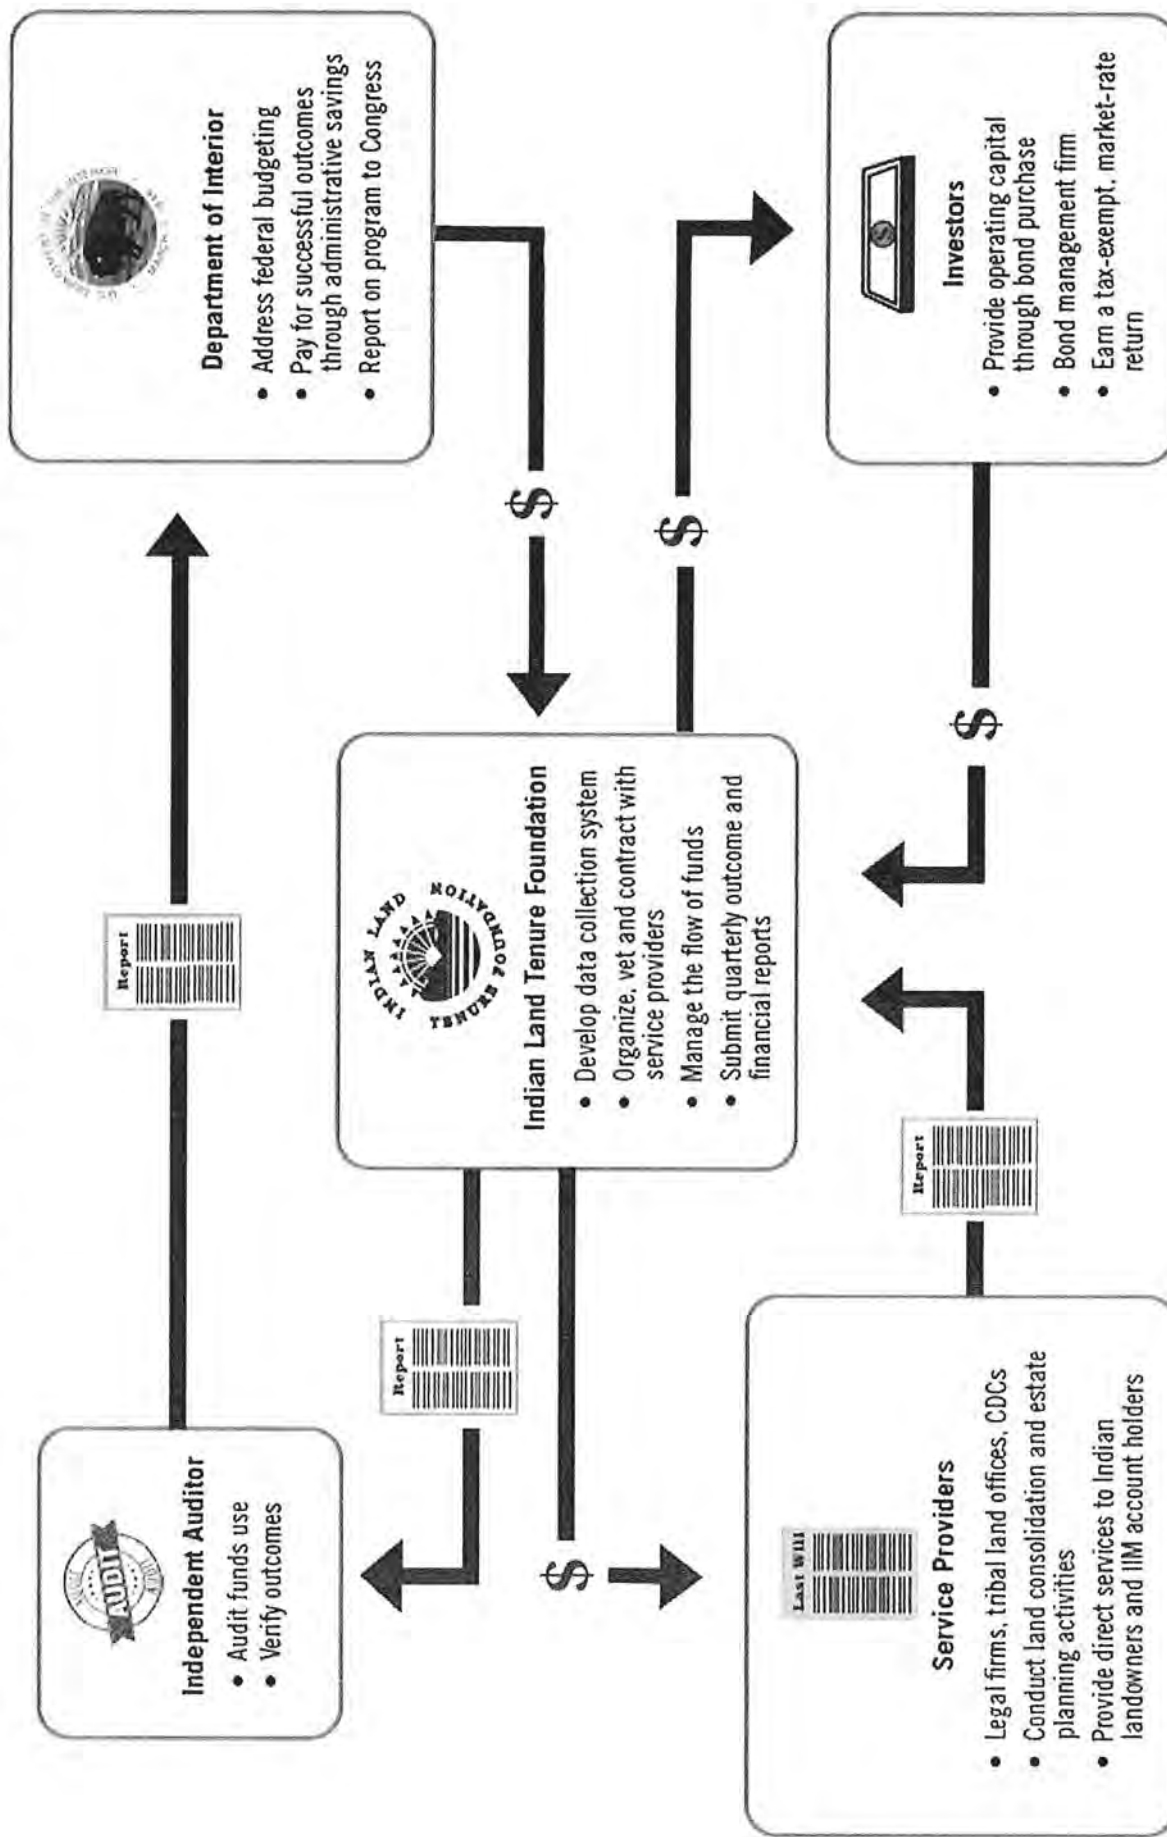 AUDIT
Independent Auditor
• Audit funds use
• Verify outcomes
Report
Department of Interior
• Address federal budgeting
• Pay for successful outcomes
through administrative savings
• Report on program to Congress
Report
INDIAN LAND
TENURE FOUNDATION
Indian Land Tenure Foundation
• Develop data collection system
• Organize, vet and contract with
service providers
• Manage the flow of funds
• Submit quarterly outcome and
financial reports
$
$
$
Last Will
Service Providers
• Legal firms, tribal land offices, CDCs
• Conduct land consolidation and estate
planning activities
• Provide direct services to Indian
landowners and IIM account holders
Report
$
$
Investors
• Provide operating capital
through bond purchase
• Bond management firm
• Earn a tax-exempt, market-rate
return